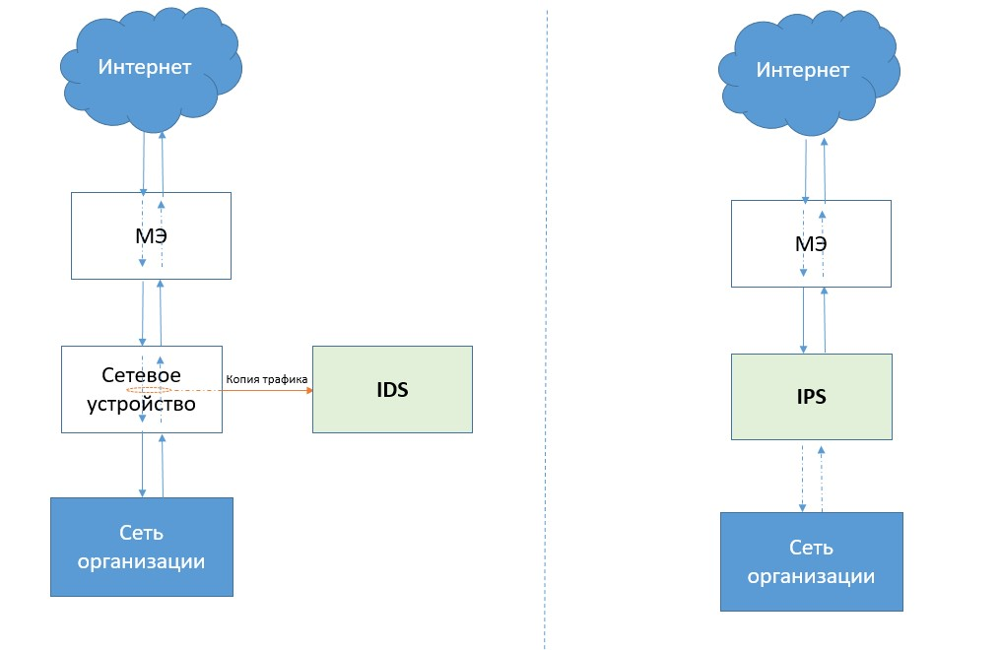 Интернет
МЭ
Сетевое
устройство
Копия трафика
IDS
Сеть
организации
Интернет
МЭ
IPS
Сеть
организации